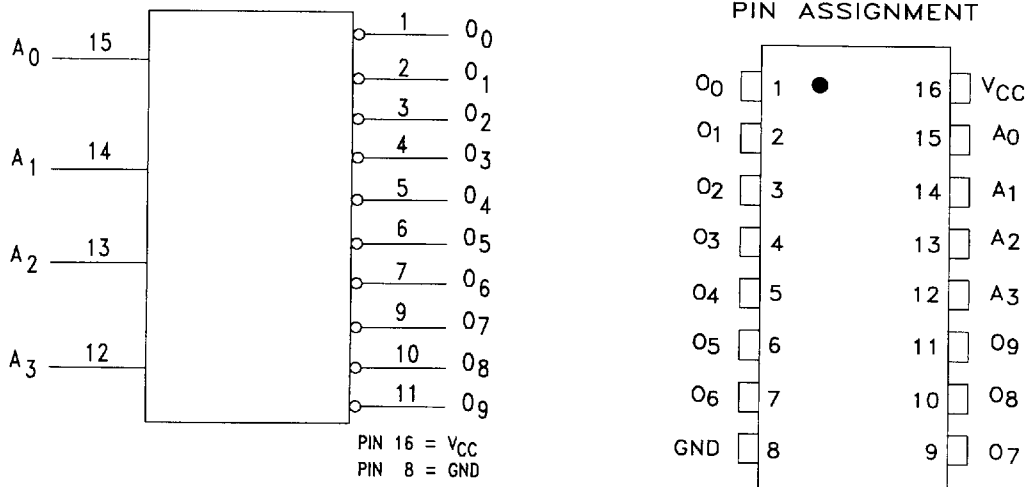 A0 15
A1 14
A2 13
A3 12
1 O0
2 O1
3 O2
4 O3
5 O4
6 O5
7 O6
9 O7
10 O8
11 O9
PIN 16 = VCC
PIN 8 = GND
PIN ASSIGNMENT
O0 1 16 VCC
O1 2 15 A0
O2 3 14 A1
O3 4 13 A2
O4 5 12 A3
O5 6 11 O9
O6 7 10 O8
GND 8 9 O7